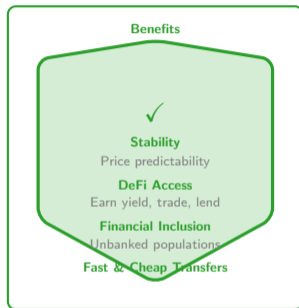 Benefits
✓
Stability
Price predictability
DeFi Access
Earn yield, trade, lend
Financial Inclusion
Unbanked populations
Fast & Cheap Transfers